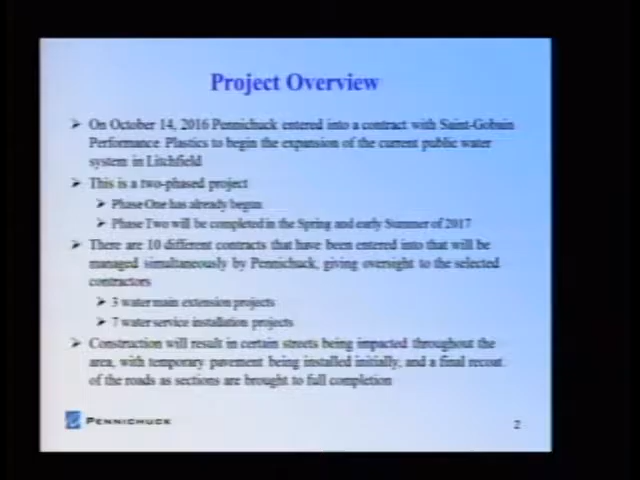 Project Overview
➢ On October 14, 2016 Pennichuck entered into a contract with Saint-Gobain
Performance Plastics to begin the expansion of the current public water
system in Litchfield
➢ This is a two-phased project
➢ Phase One has already begun
➢ Phase Two will be completed in the Spring and early Summer of 2017
➢ There are 10 different contracts that have been entered into that will be
managed simultaneously by Pennichuck, giving oversight to the selected
contractors
➢ 3 water main extension projects
➢ 7 water service installation projects
➢ Construction will result in certain streets being impacted throughout the
area, with temporary pavement being installed initially, and a final recoat
of the roads as sections are brought to full completion
PENNICHUCK
2